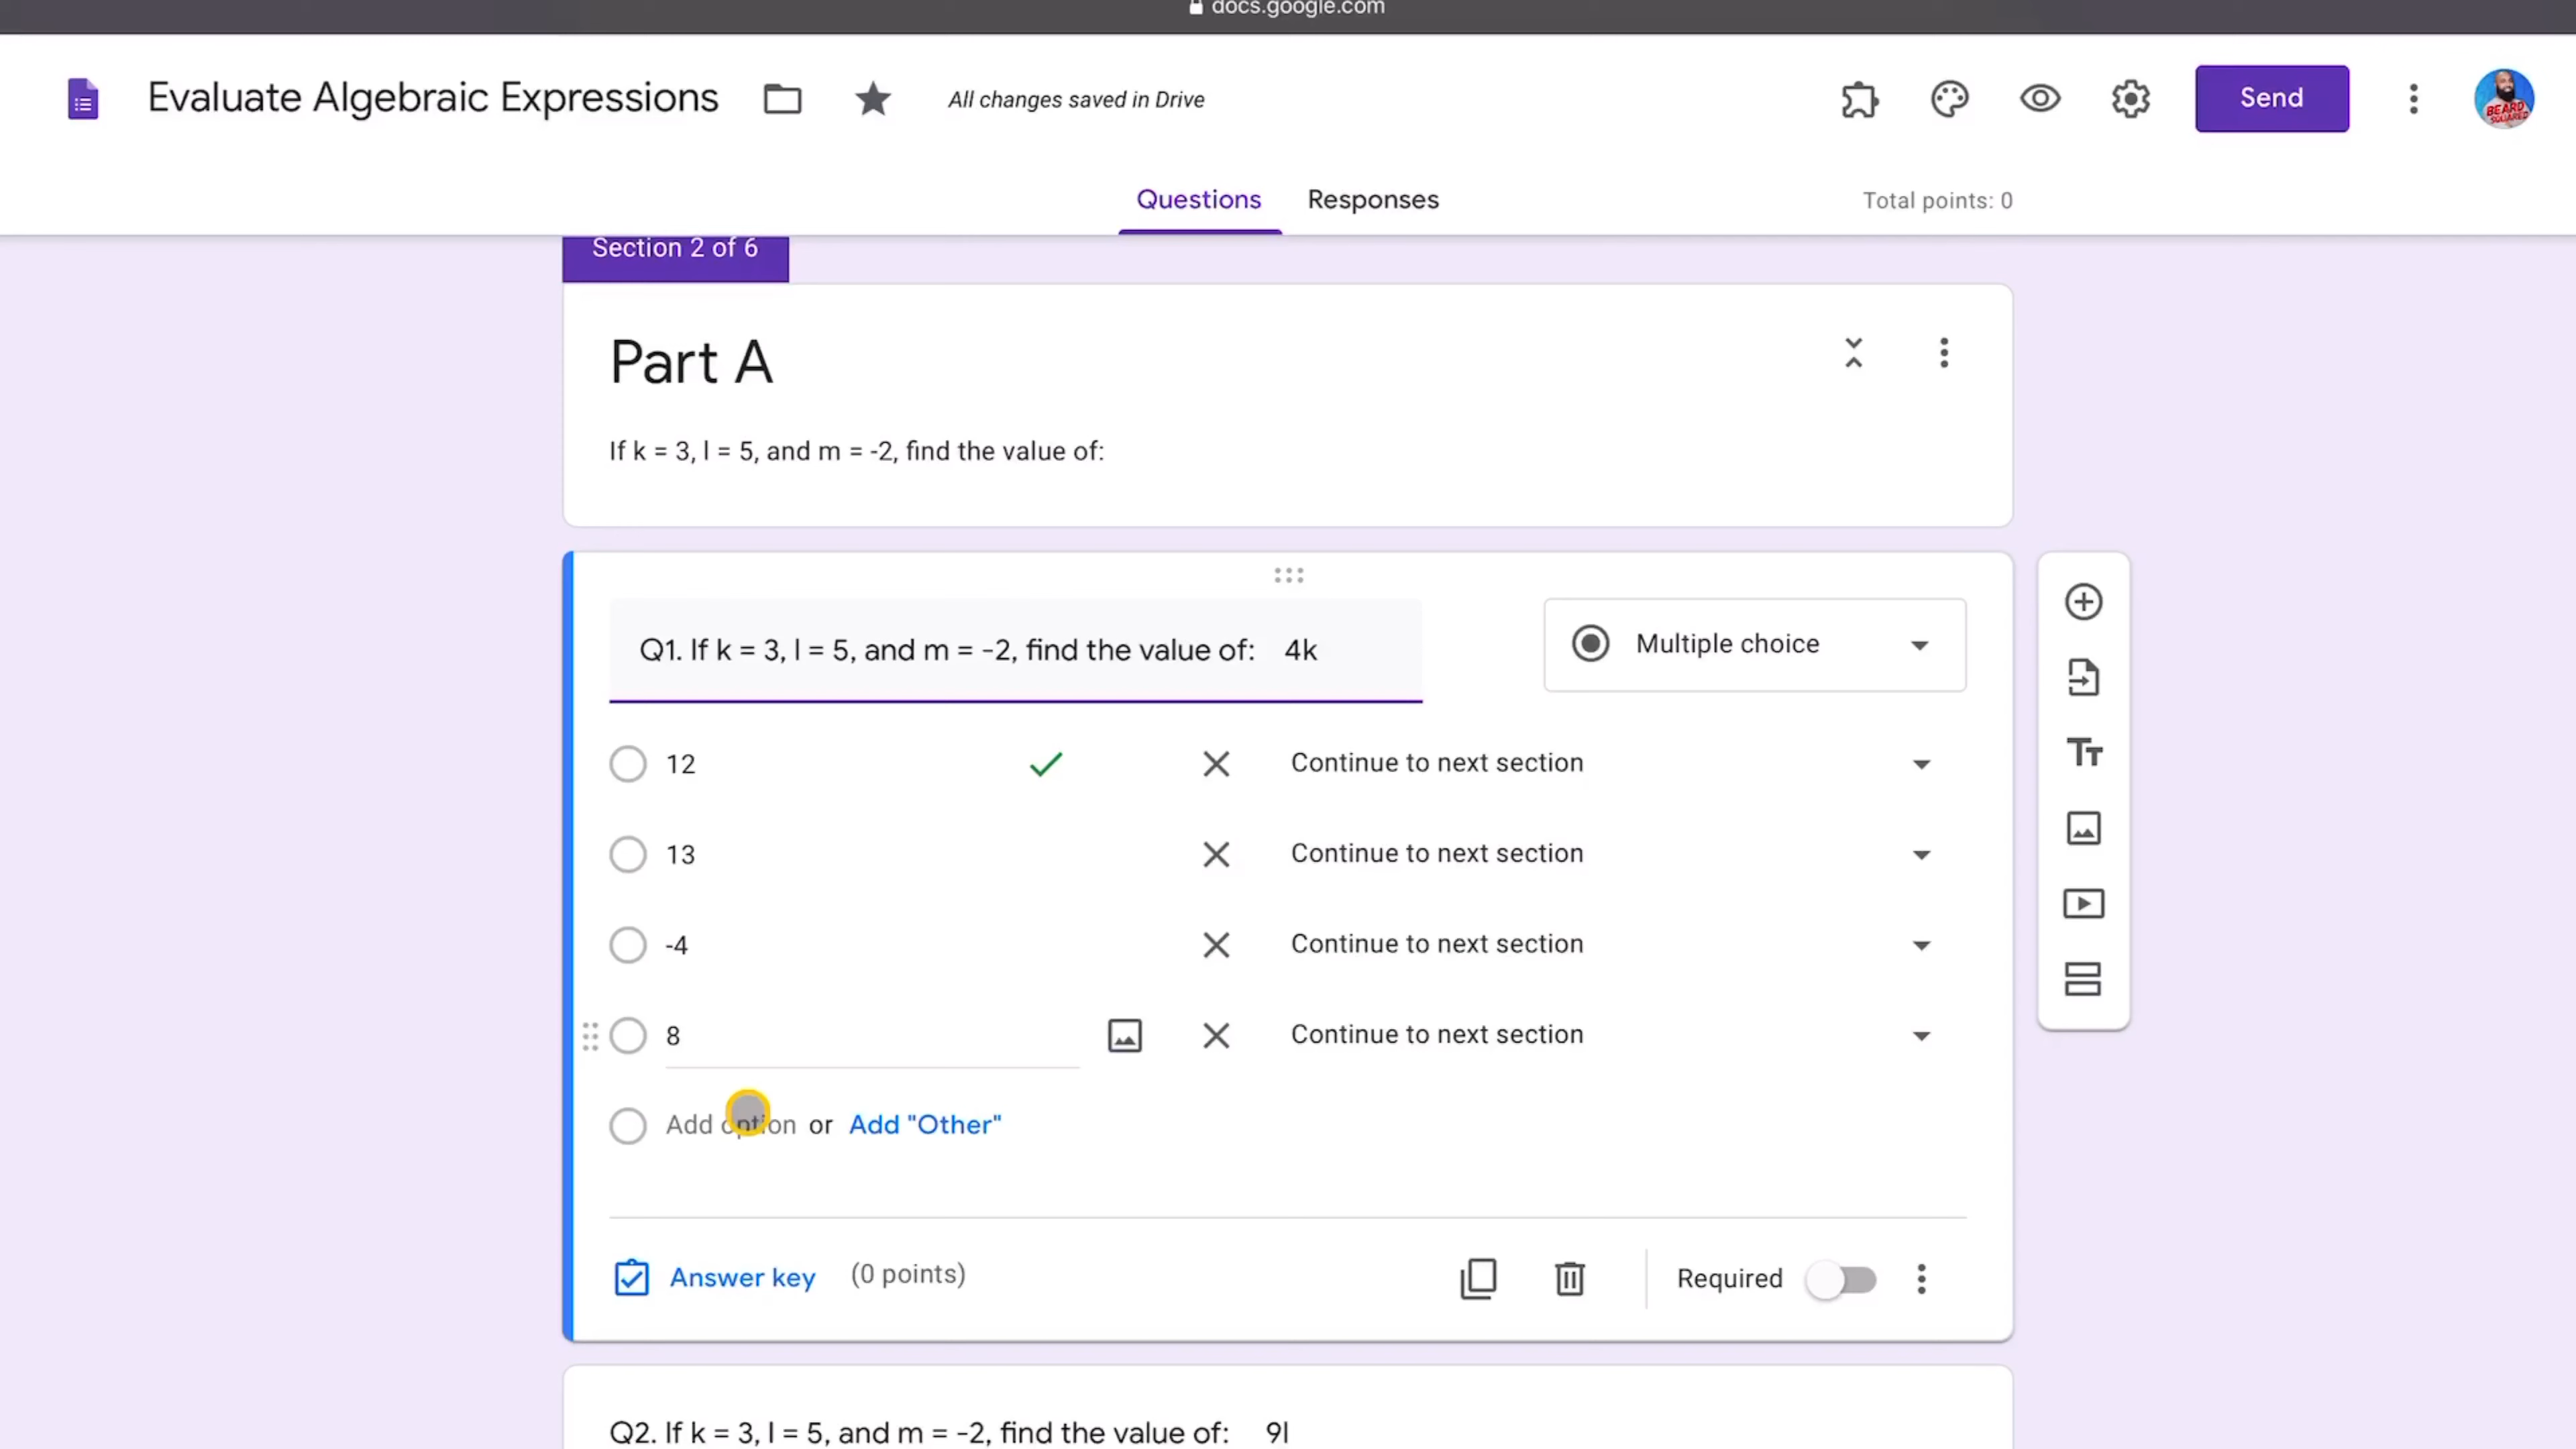 docs.google.com
Evaluate Algebraic Expressions
All changes saved in Drive
Send
BEARD
SQUARED
Questions
Responses
Total points: 0
Section 2 of 6
Part A
If k = 3, l = 5, and m = -2, find the value of:
Q1. If k = 3, l = 5, and m = -2, find the value of: 4k
Multiple choice
12
Continue to next section
13
Continue to next section
-4
Continue to next section
8
Continue to next section
Add option or Add "Other"
Answer key
(0 points)
Required
Q2. If k = 3, l = 5, and m = -2, find the value of: 9l